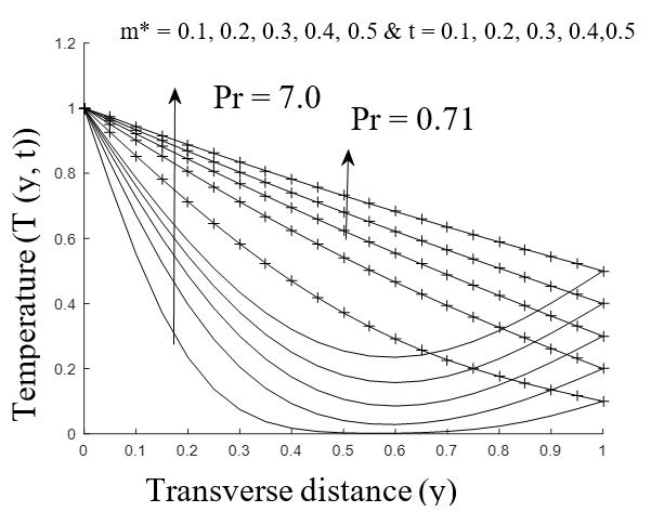 m* = 0.1, 0.2, 0.3, 0.4, 0.5 & t = 0.1, 0.2, 0.3, 0.4,0.5
1.2
Pr = 7.0
Pr = 0.71
1
0.8
0.6
0.4
0.2
0
Temperature (T (y, t))
0 0.1 0.2 0.3 0.4 0.5 0.6 0.7 0.8 0.9 1
Transverse distance (y)